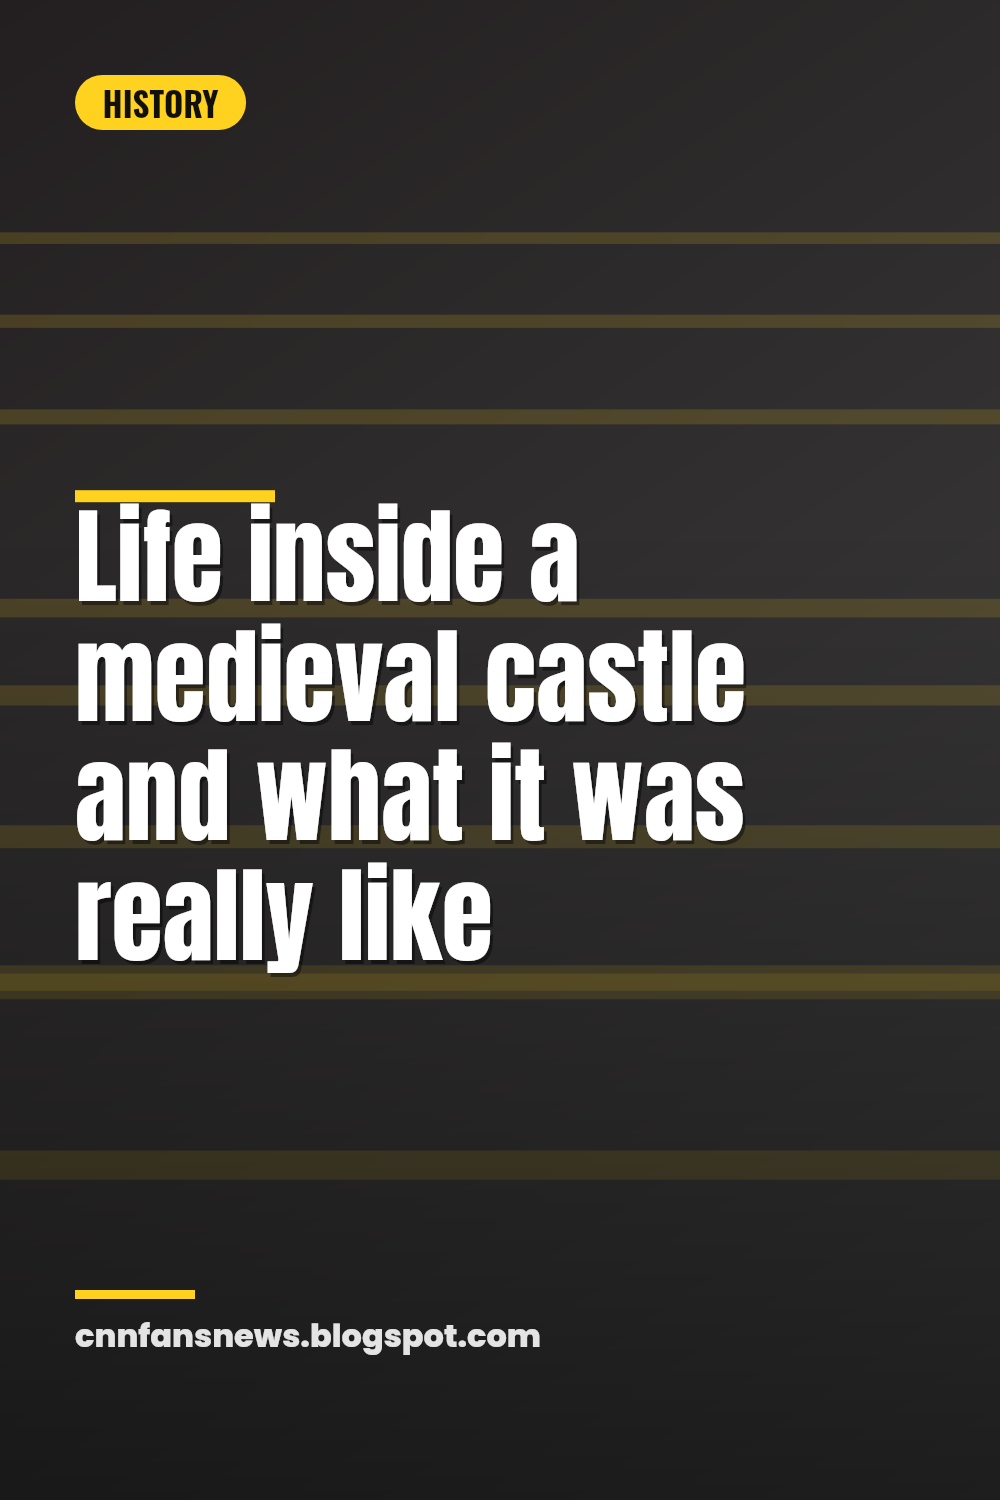 HISTORY
Life inside a
medieval castle
and what it was
really like
cnnfansnews.blogspot.com